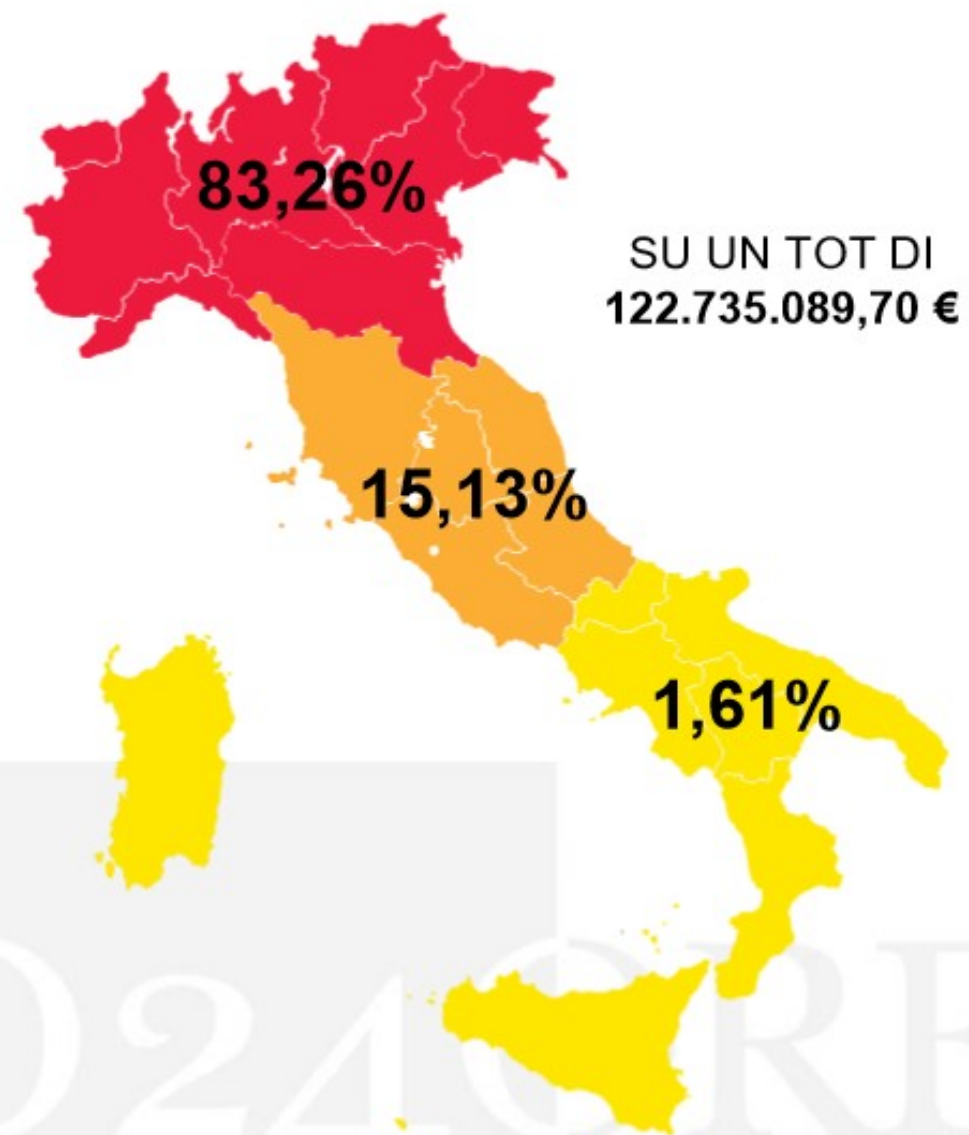 83,26%
SU UN TOT DI
122.735.089,70 €
15,13%
1,61%